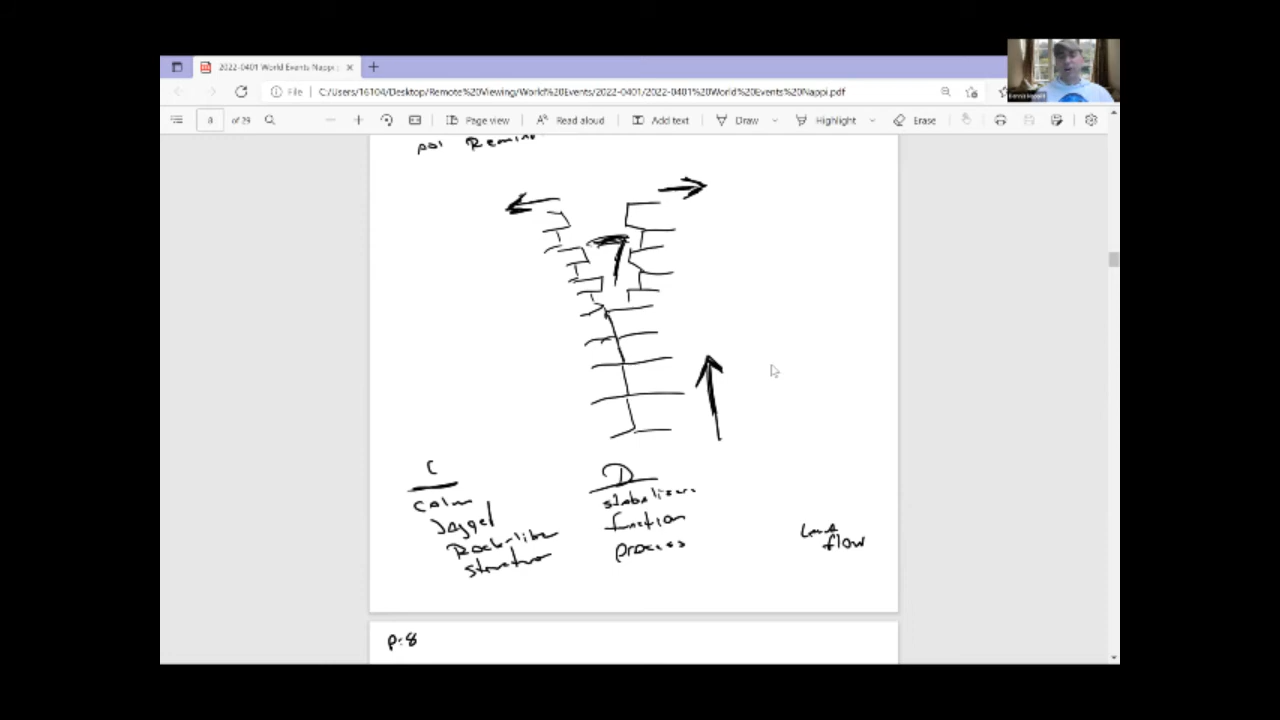 2022-0401 World Events Nappi.p
File
C:/Users/16104/Desktop/Remote%20Viewing/World%20Events/2022-0401/2022-0401%20World%20Events%20Nappi.pdf
8 of 29
Page view
Read aloud
Add text
Draw
Highlight
Erase
C
Calm
Jagged
Rock-like
structure
D
function
process
flow
p.8